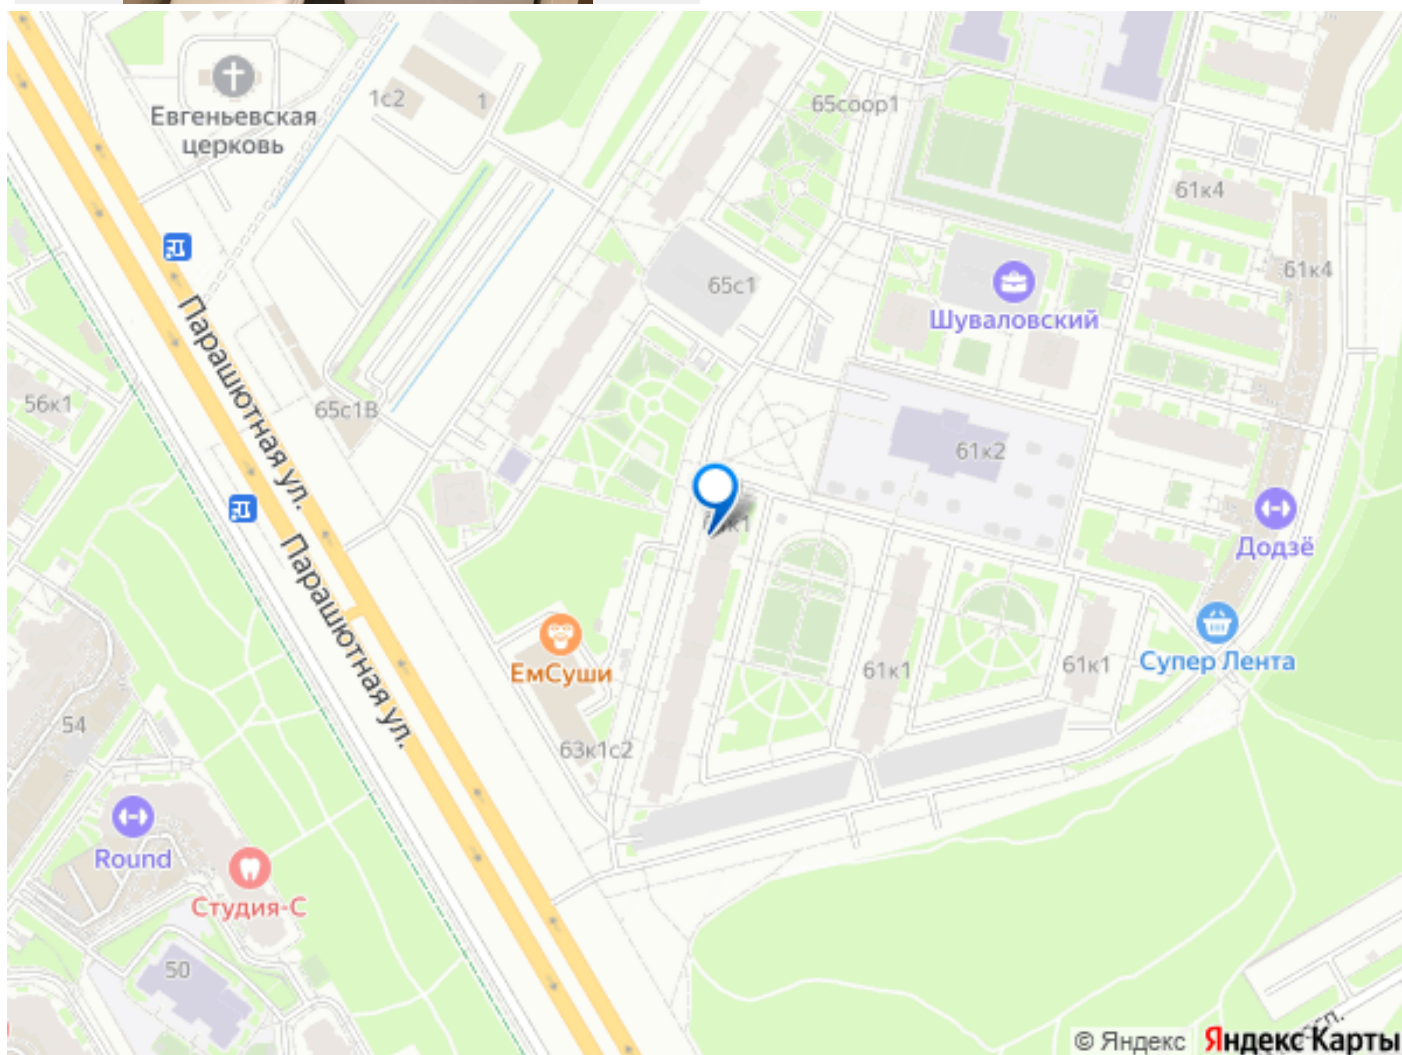 Евгеньевская
церковь
1с2
1
65соор1
61к4
61к4
65с1
Шуваловский
Парашютная ул.
56к1
65с1В
61к2
Додзё
Парашютная ул.
ЕмСуши
61к1
61к1
Супер Лента
54
63к1с2
Round
Студия-С
50
© Яндекс Яндекс Карты